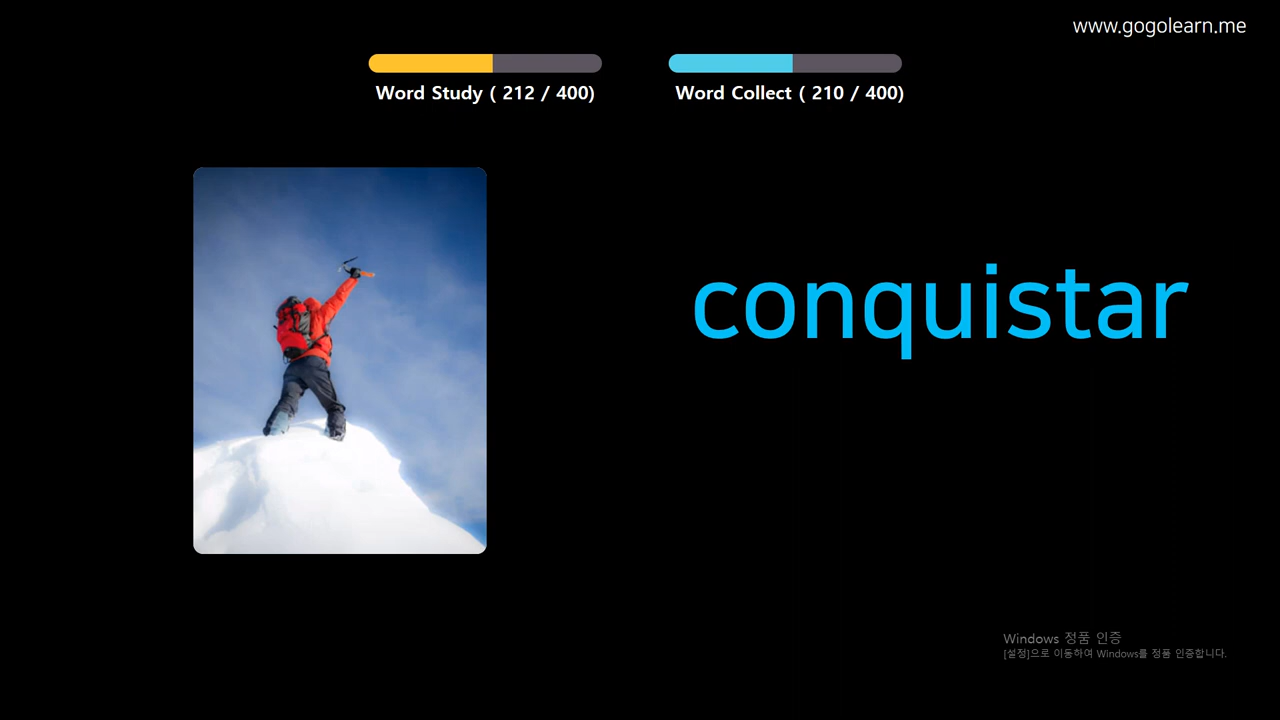 www.gogolearn.me
Word Study ( 212 / 400)
Word Collect ( 210 / 400)
conquistar
Windows 정품 인증
[설정]으로 이동하여 Windows를 정품 인증합니다.